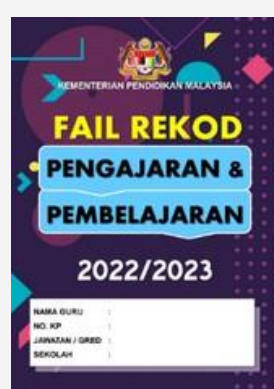 KEMENTERIAN PENDIDIKAN MALAYSIA
FAIL REKOD
PENGAJARAN &
PEMBELAJARAN
2022/2023
NAMA GURU :
NO. KP :
JAWATAN / GRED :
SEKOLAH :